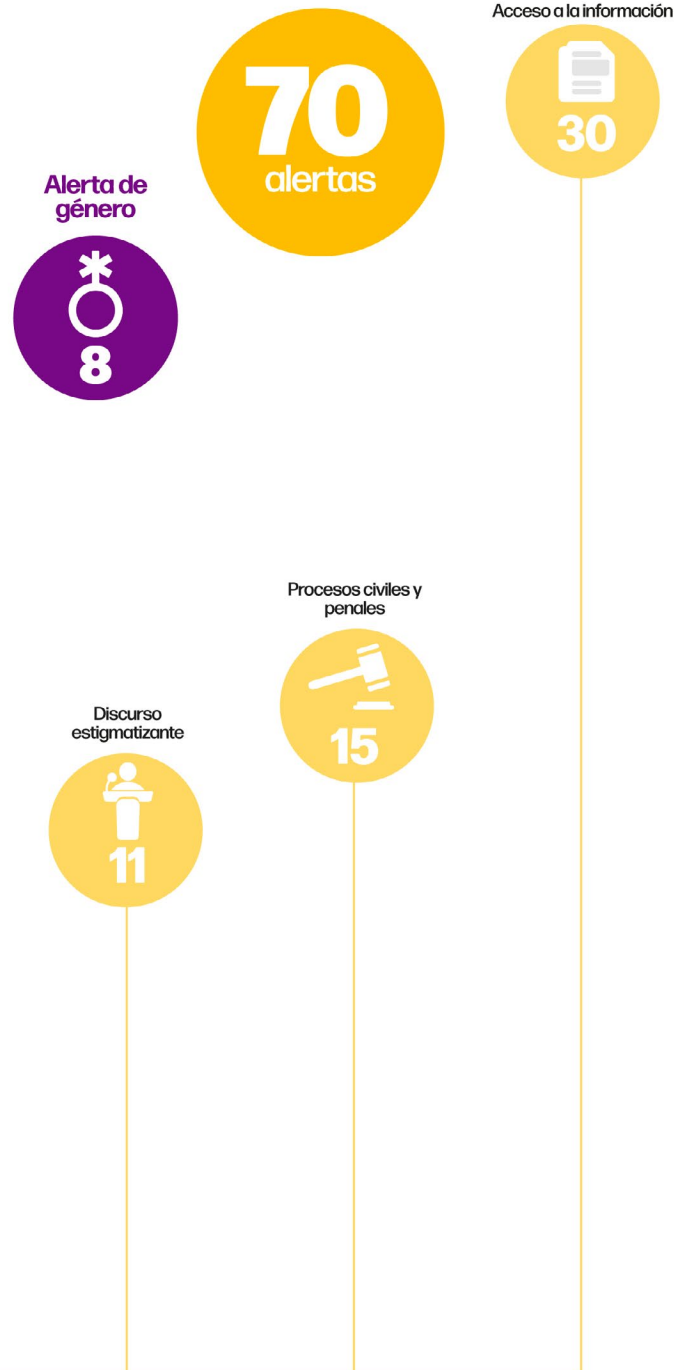 Acceso a la información
30
70
alertas
Alerta de
género
8
Procesos civiles y
penales
15
Discurso
estigmatizante
11